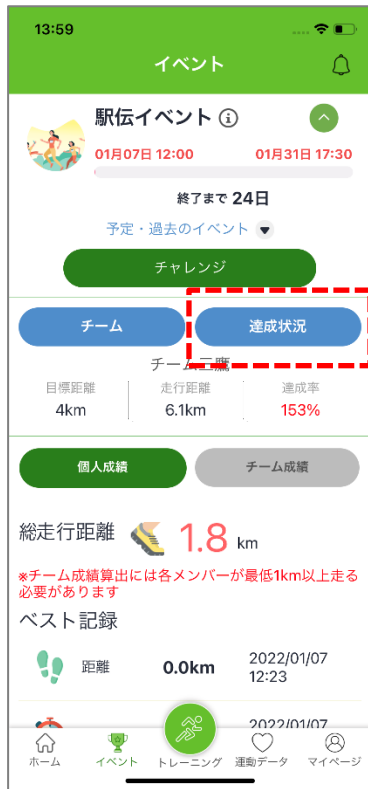 13:59
イベント
駅伝イベント
01月07日 12:00 01月31日 17:30
終了まで 24日
予定・過去のイベント
チャレンジ
チーム 達成状況
チーム三鷹
目標距離 走行距離 達成率
4km 6.1km 153%
個人成績 チーム成績
総走行距離 1.8 km
※チーム成績算出には各メンバーが最低1km以上走る
必要があります
ベスト記録
距離 0.0km 2022/01/07
12:23
2022/01/07
ホーム イベント トレーニング 運動データ マイページ